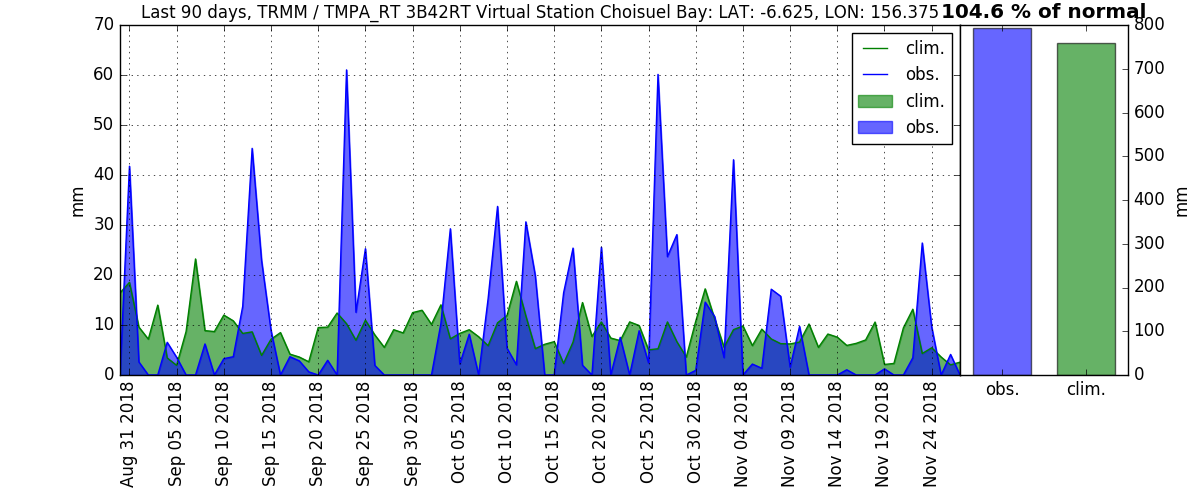 Last 90 days, TRMM / TMPA_RT 3B42RT Virtual Station Choisuel Bay: LAT: -6.625, LON: 156.375 104.6 % of normal
70
60
50
40
30
20
10
0
mm
clim.
obs.
clim.
obs.
800
700
600
500
400
300
200
100
0
mm
Aug 31 2018
Sep 05 2018
Sep 10 2018
Sep 15 2018
Sep 20 2018
Sep 25 2018
Sep 30 2018
Oct 05 2018
Oct 10 2018
Oct 15 2018
Oct 20 2018
Oct 25 2018
Oct 30 2018
Nov 04 2018
Nov 09 2018
Nov 14 2018
Nov 19 2018
Nov 24 2018
obs. clim.